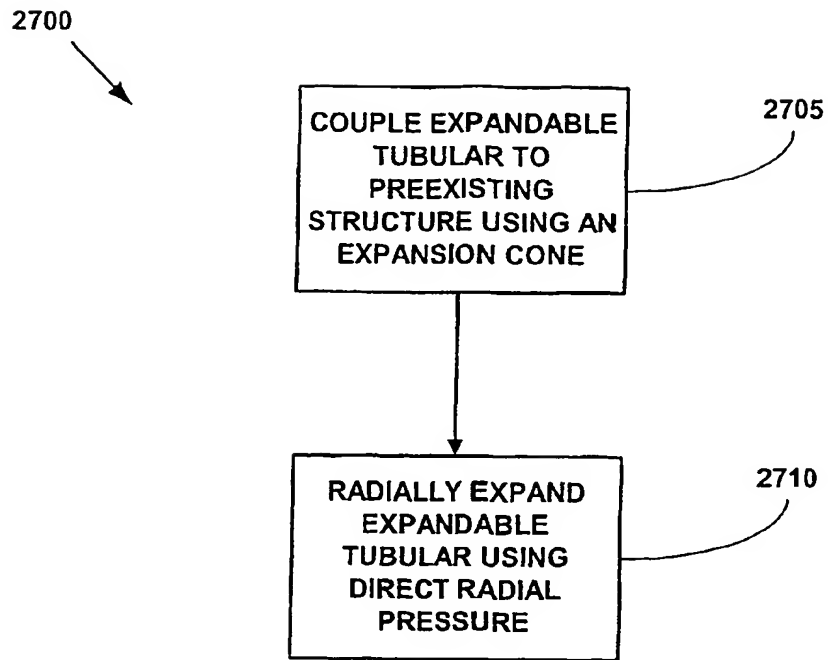 2700
2705
COUPLE EXPANDABLE
TUBULAR TO
PREEXISTING
STRUCTURE USING AN
EXPANSION CONE
2710
RADIALLY EXPAND
EXPANDABLE
TUBULAR USING
DIRECT RADIAL
PRESSURE